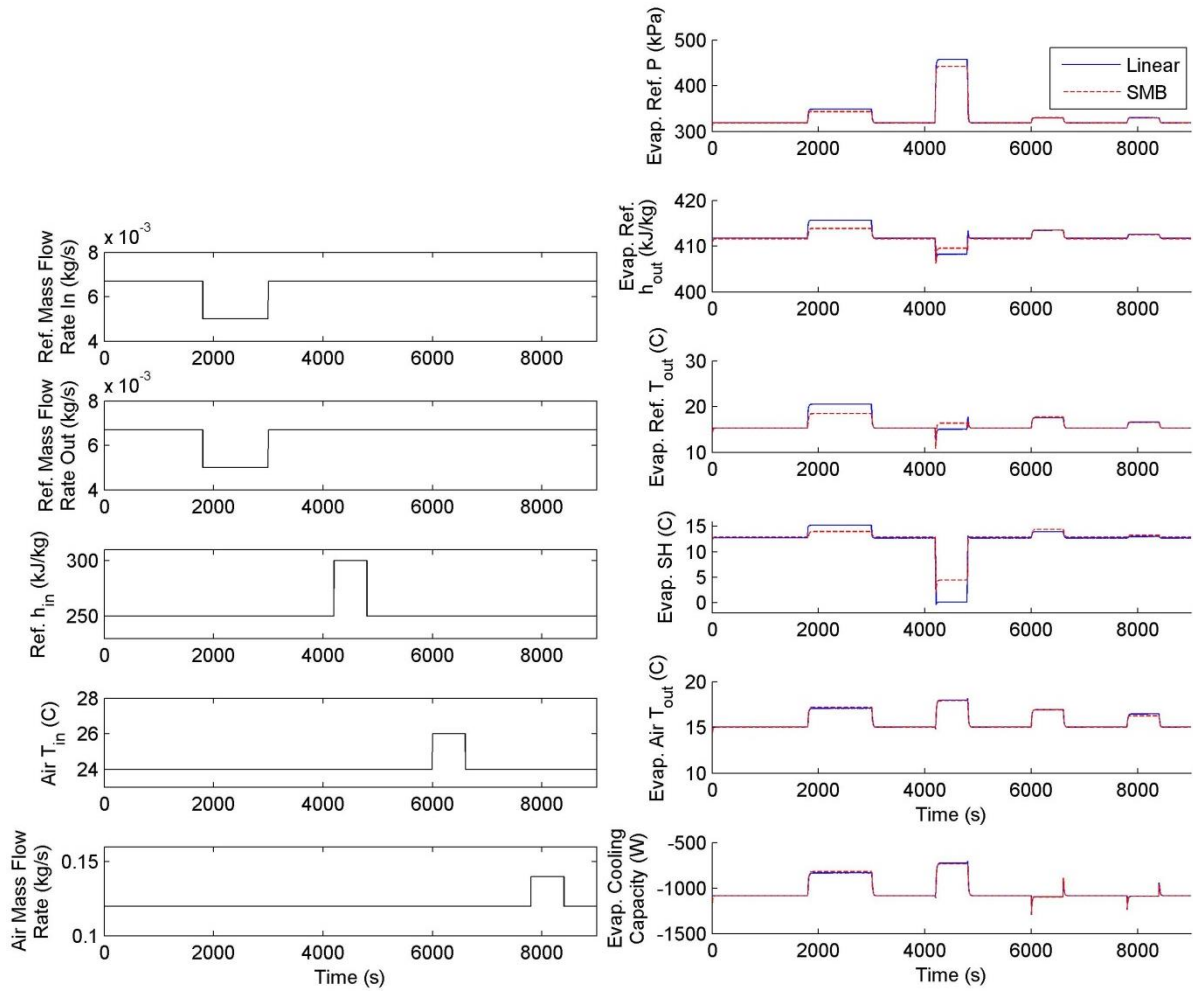 x 10⁻³
Ref. Mass Flow
Rate In (kg/s)
8
6
4
0 2000 4000 6000 8000
x 10⁻³
Ref. Mass Flow
Rate Out (kg/s)
8
6
4
0 2000 4000 6000 8000
Ref. h_in (kJ/kg)
300
250
0 2000 4000 6000 8000
Air T_in (C)
28
26
24
0 2000 4000 6000 8000
Air Mass Flow
Rate (kg/s)
0.15
0.1
0 2000 4000 6000 8000
Time (s)
Evap. Ref. P (kPa)
500
400
300
Linear
SMB
0 2000 4000 6000 8000
Evap. Ref.
h_out (kJ/kg)
420
410
400
0 2000 4000 6000 8000
Evap. Ref. T_out (C)
30
20
10
0 2000 4000 6000 8000
Evap. SH (C)
15
10
5
0
0 2000 4000 6000 8000
Evap. Air T_out (C)
20
15
10
0 2000 4000 6000 8000
Time (s)
Evap. Cooling
Capacity (W)
-500
-1000
-1500
0 2000 4000 6000 8000
Time (s)